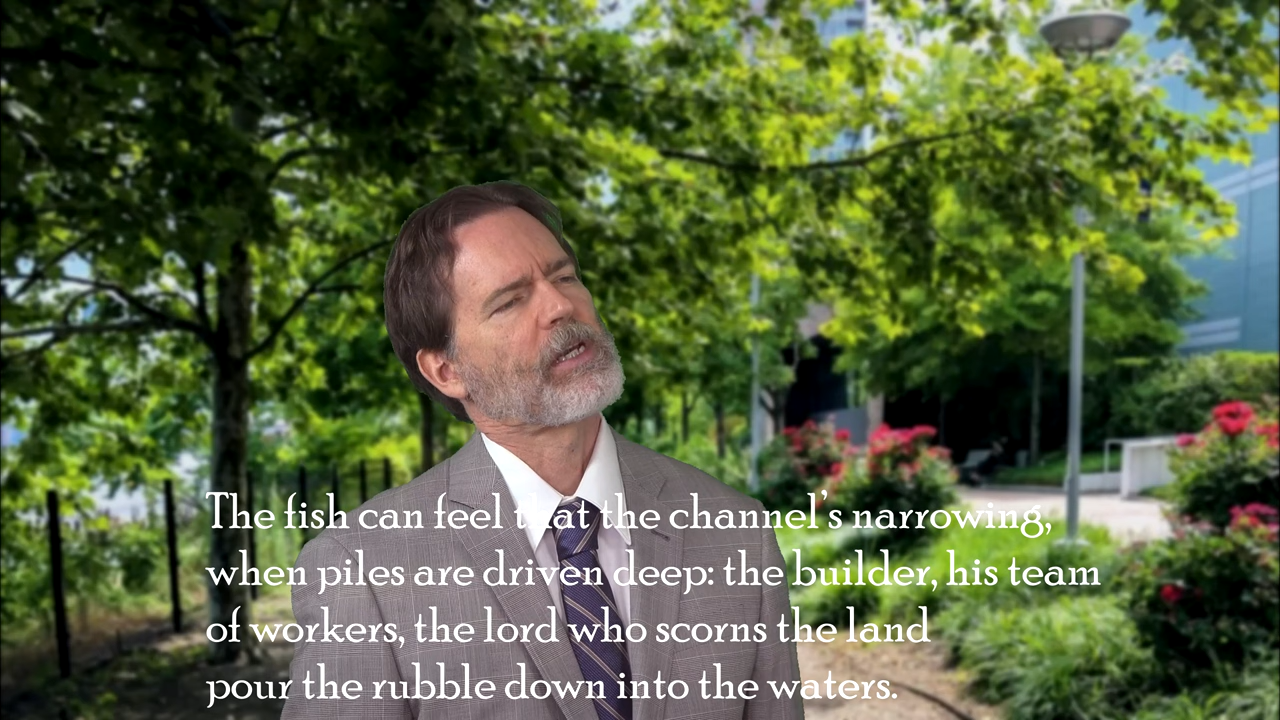 The fish can feel that the channel's narrowing,
when piles are driven deep: the builder, his team
of workers, the lord who scorns the land
pour the rubble down into the waters.